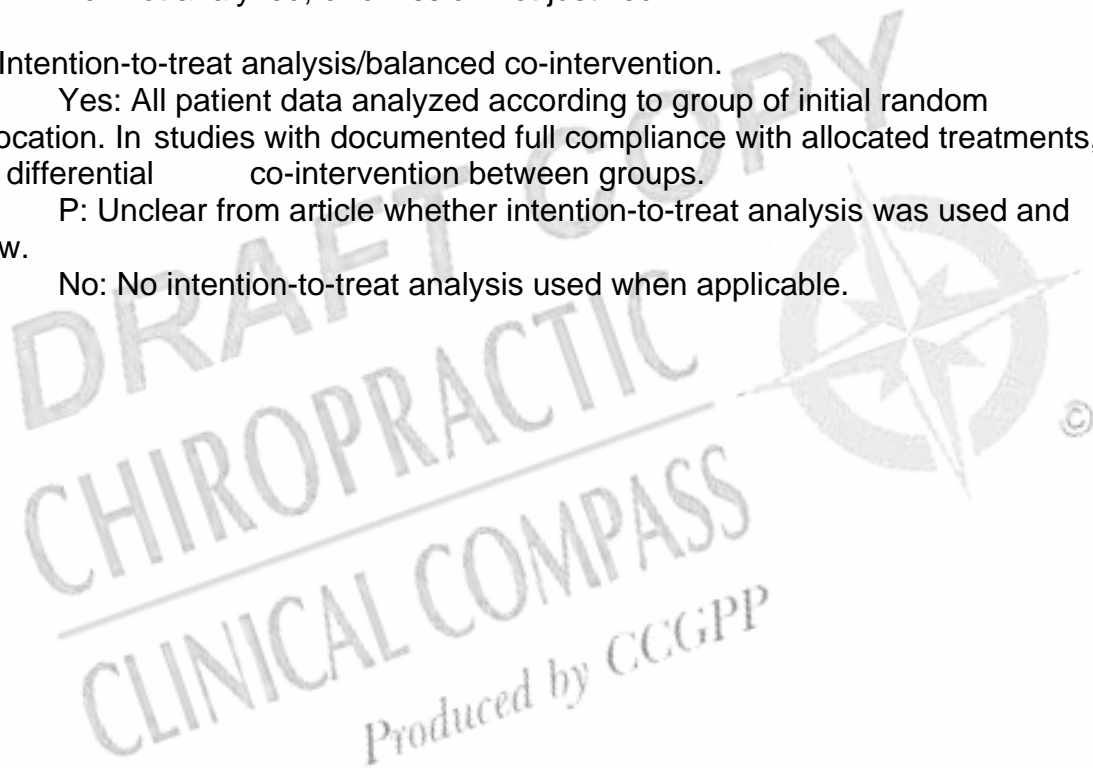 Intention-to-treat analysis/balanced co-intervention.
Yes: All patient data analyzed according to group of initial random
ocation. In studies with documented full compliance with allocated treatments,
differential co-intervention between groups.
P: Unclear from article whether intention-to-treat analysis was used and
w.
No: No intention-to-treat analysis used when applicable.
DRAFT COPY
CHIROPRACTIC
©
CLINICAL COMPASS
Produced by CCGPP